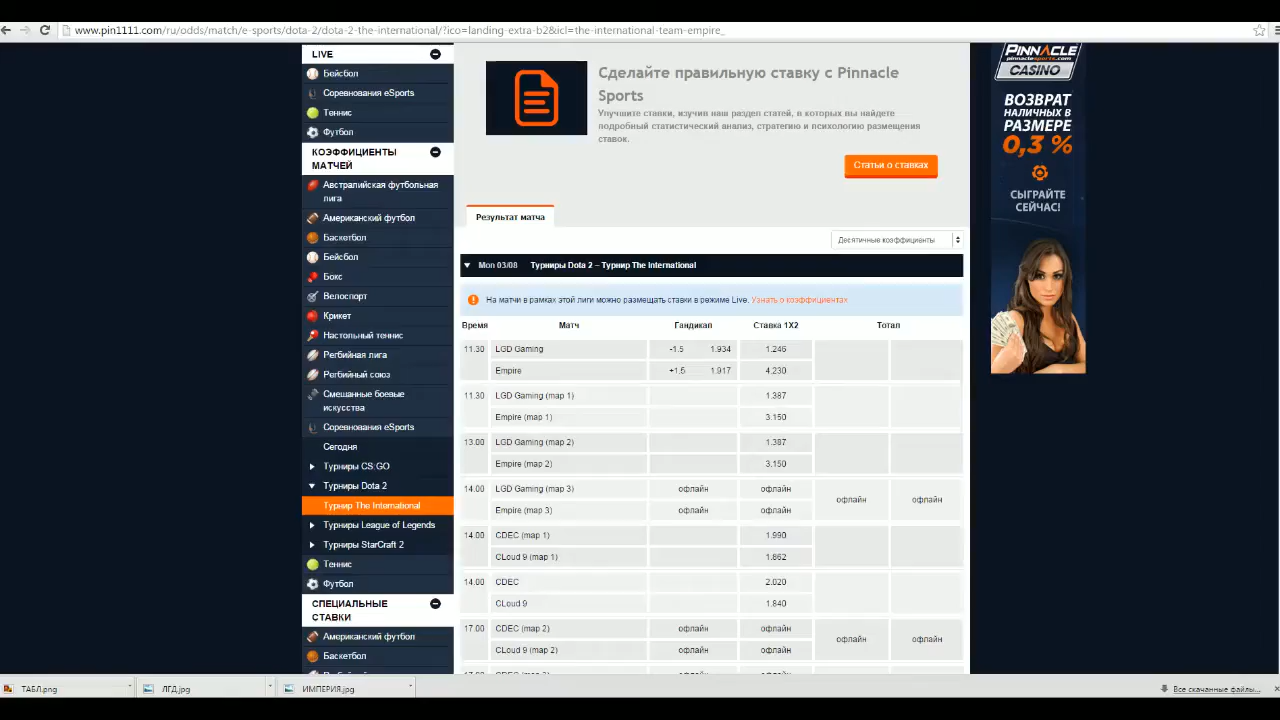 www.pin1111.com/ru/odds/match/e-sports/dota-2/dota-2-the-international/?ico=landing-extra-b2&icl=the-international-team-empire_
LIVE
Бейсбол
Соревнования eSports
Теннис
Футбол
КОЭФФИЦИЕНТЫ
МАТЧЕЙ
Австралийская футбольная
лига
Американский футбол
Баскетбол
Бейсбол
Бокс
Велоспорт
Крикет
Настольный теннис
Регбийная лига
Регбийный союз
Смешанные боевые
искусства
Соревнования eSports
Сегодня
Турниры CS:GO
Турниры Dota 2
Турнир The International
Турниры League of Legends
Турниры StarCraft 2
Теннис
Футбол
СПЕЦИАЛЬНЫЕ
СТАВКИ
Американский футбол
Баскетбол
Сделайте правильную ставку с Pinnacle
Sports
Улучшите ставки, изучив наш раздел статей, в которых вы найдете
подробный статистический анализ, стратегию и психологию размещения
ставок.
Статьи о ставках
Результат матча
Десятичные коэффициенты
Mon 03/08 Турниры Dota 2 – Турнир The International
На матчи в рамках этой лиги можно размещать ставки в режиме Live. Узнать о коэффициентах
Время Матч Гандикап Ставка 1X2 Тотал
11.30 LGD Gaming -1.5 1.934 1.246
Empire +1.5 1.917 4.230
11.30 LGD Gaming (map 1) 1.387
Empire (map 1) 3.150
13.00 LGD Gaming (map 2) 1.387
Empire (map 2) 3.150
14.00 LGD Gaming (map 3) офлайн офлайн офлайн офлайн
Empire (map 3) офлайн офлайн
14.00 CDEC (map 1) 1.990
CLoud 9 (map 1) 1.862
14.00 CDEC 2.020
CLoud 9 1.840
17.00 CDEC (map 2) офлайн офлайн офлайн офлайн
CLoud 9 (map 2) офлайн офлайн
PINNACLE
pinnaclesports.com
CASINO
ВОЗВРАТ
НАЛИЧНЫХ В
РАЗМЕРЕ
0,3 %
СЫГРАЙТЕ
СЕЙЧАС!
ТАБЛ.png
ЛГД.jpg
ИМПЕРИЯ.jpg
Все скачанные файлы...